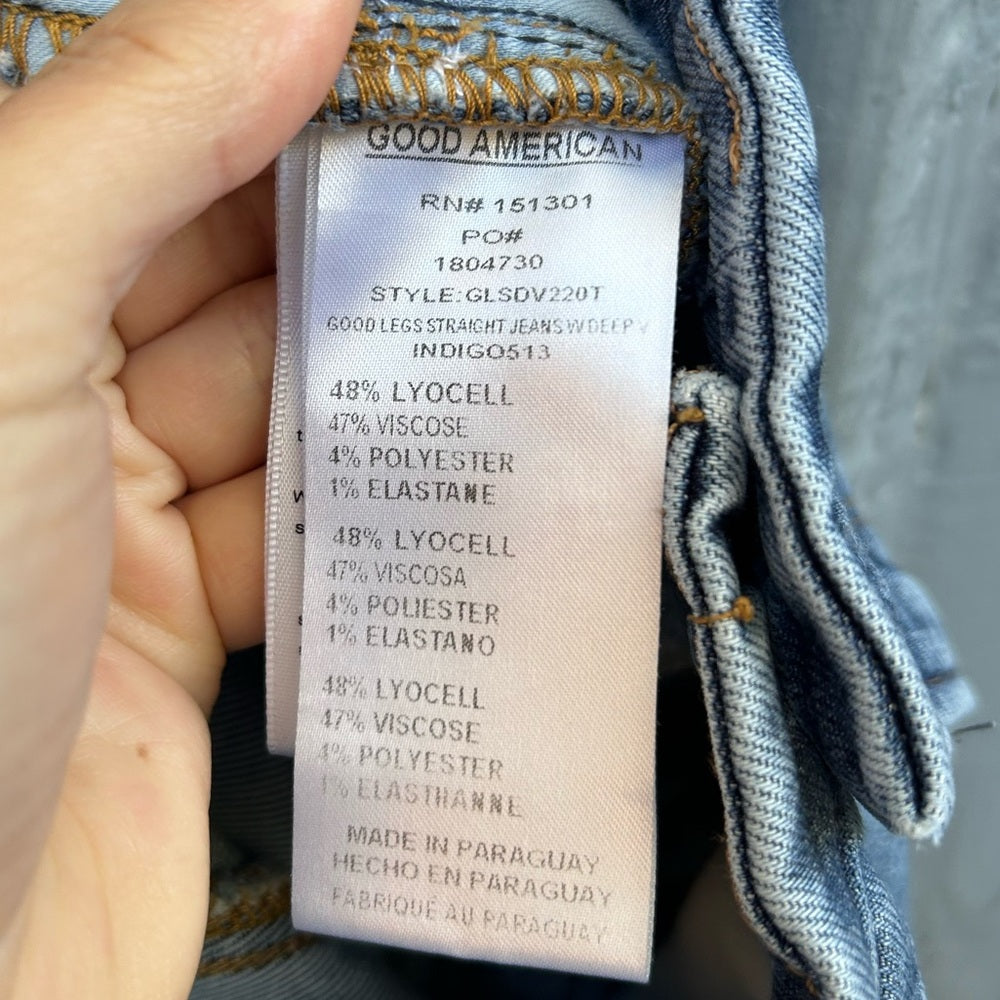 GOOD AMERICAN
RN# 151301
PO#
1804730
STYLE:GLSDV220T
GOOD LEGS STRAIGHT JEANS W DEEP V
INDIGO513
48% LYOCELL
47% VISCOSE
4% POLYESTER
1% ELASTANE
48% LYOCELL
47% VISCOSA
4% POLIESTER
1% ELASTANO
48% LYOCELL
47% VISCOSE
4% POLYESTER
1% ELASTHANNE
MADE IN PARAGUAY
HECHO EN PARAGUAY
FABRIQUÉ AU PARAGUAY